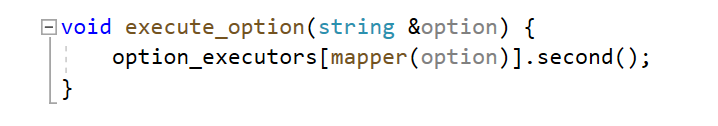 void execute_option(string &option) {
    option_executors[mapper(option)].second();
}